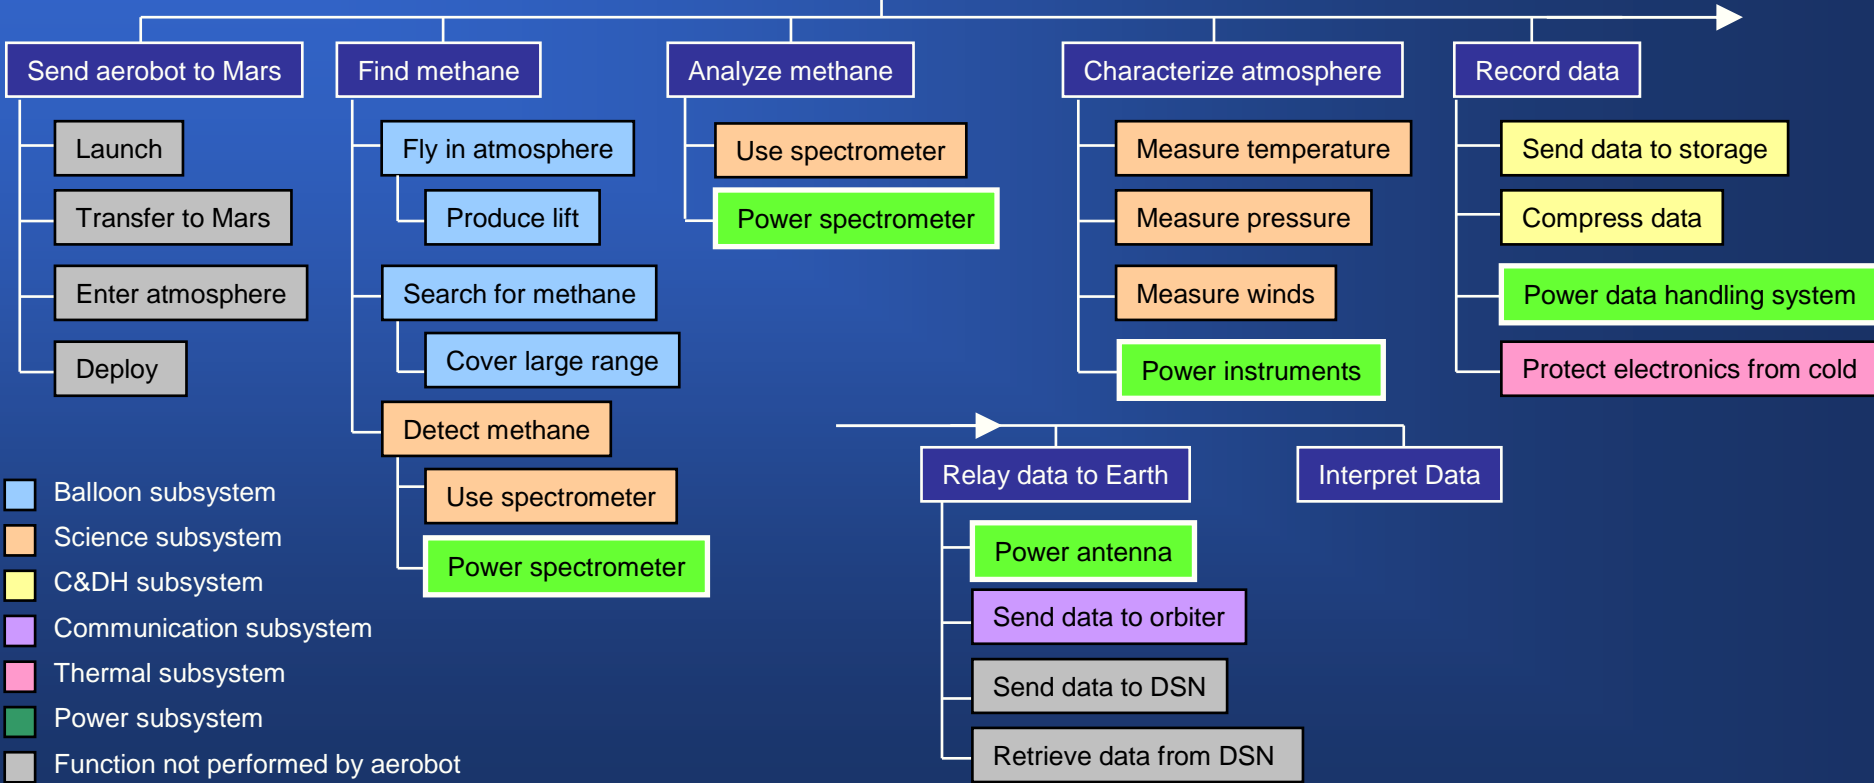 Send aerobot to Mars
Launch
Transfer to Mars
Enter atmosphere
Deploy
Find methane
Fly in atmosphere
Produce lift
Search for methane
Cover large range
Detect methane
Use spectrometer
Power spectrometer
Analyze methane
Use spectrometer
Power spectrometer
Characterize atmosphere
Measure temperature
Measure pressure
Measure winds
Power instruments
Record data
Send data to storage
Compress data
Power data handling system
Protect electronics from cold
Relay data to Earth
Power antenna
Send data to orbiter
Send data to DSN
Retrieve data from DSN
Interpret Data
Balloon subsystem
Science subsystem
C&DH subsystem
Communication subsystem
Thermal subsystem
Power subsystem
Function not performed by aerobot